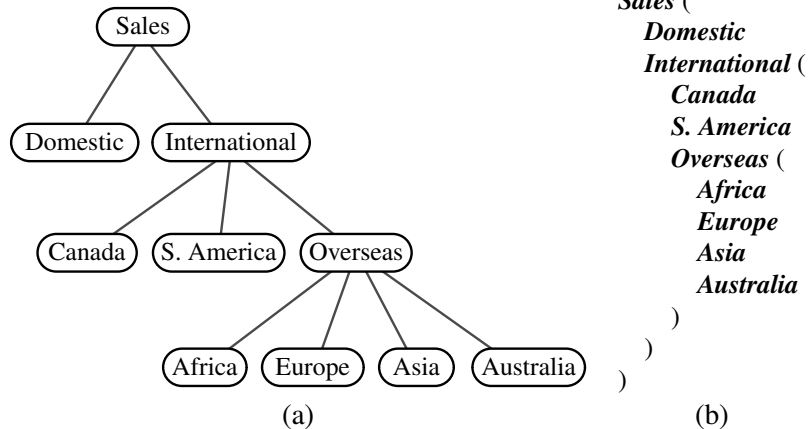 Sales
Domestic International
Canada S. America Overseas
Africa Europe Asia Australia
(a)
Sales (
Domestic
International (
Canada
S. America
Overseas (
Africa
Europe
Asia
Australia
)
)
)
(b)